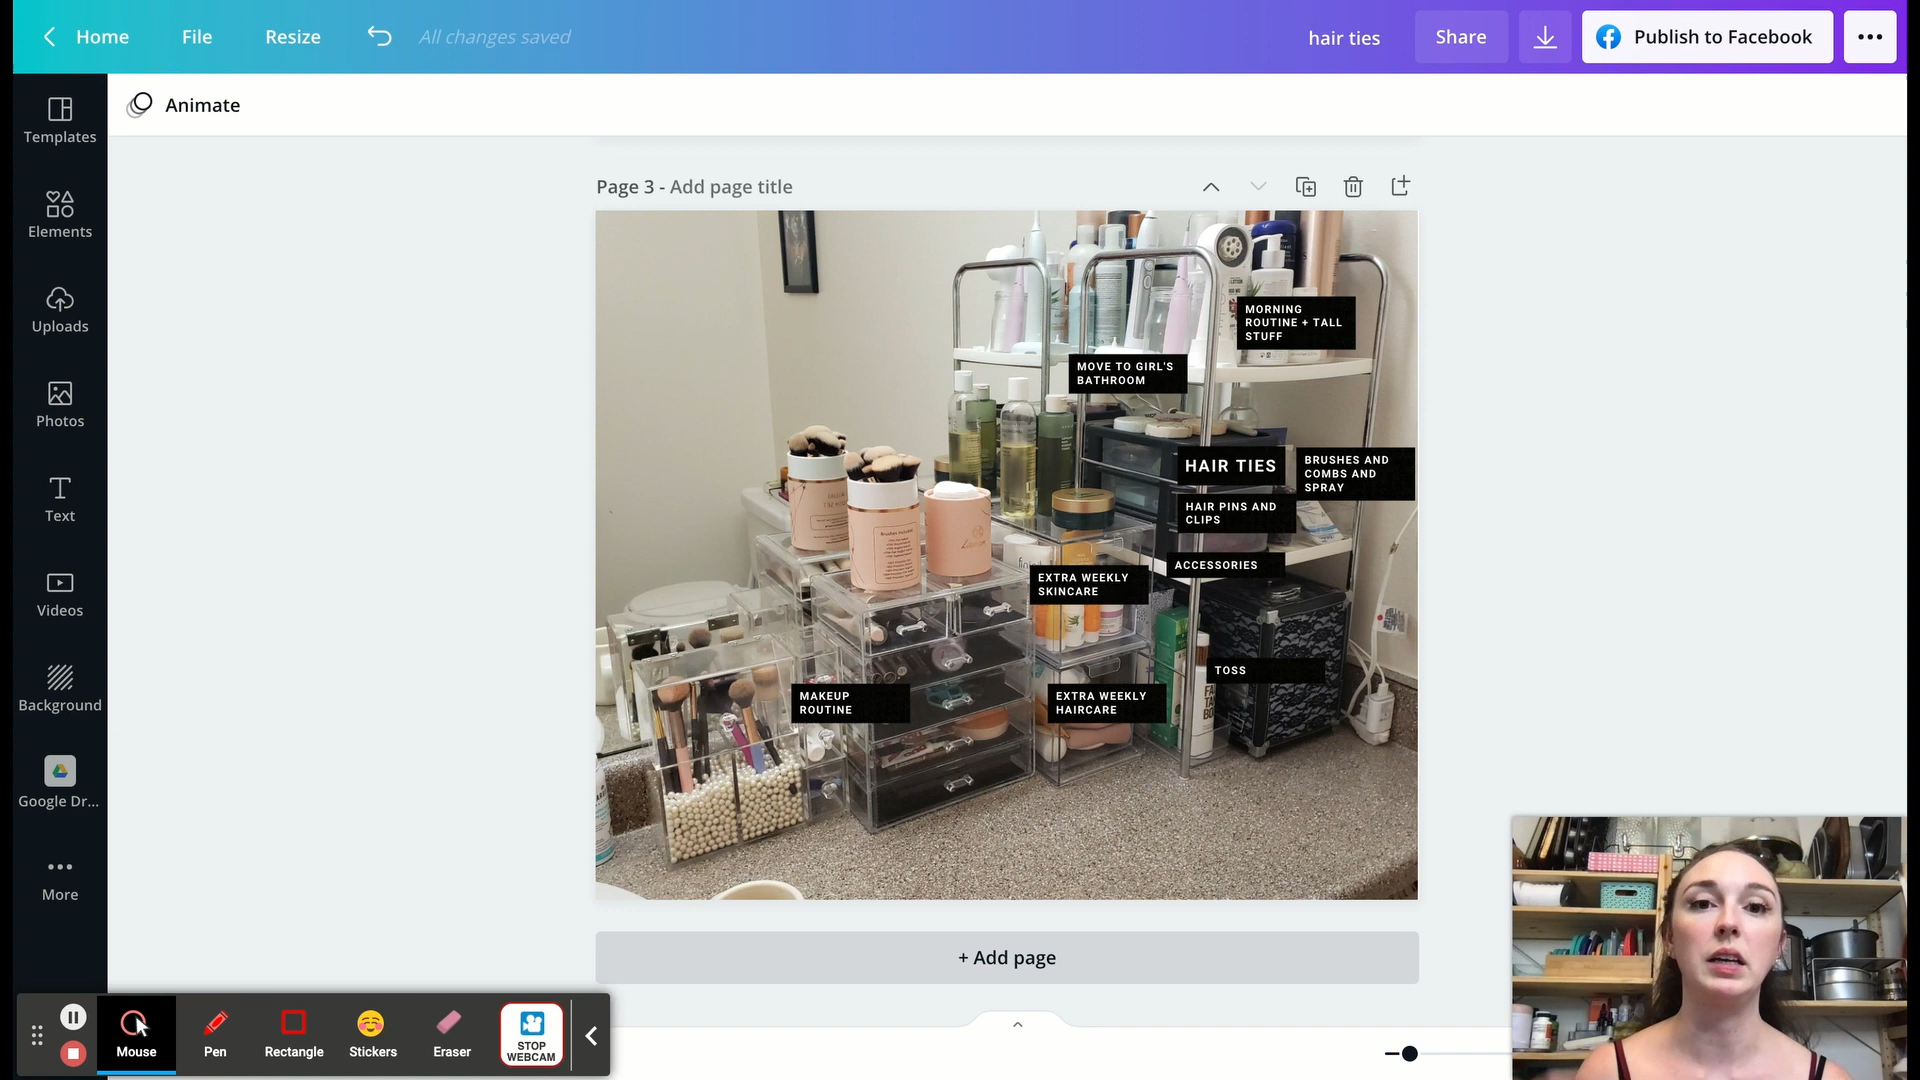 Home
File
Resize
All changes saved
hair ties
Share
Publish to Facebook
Animate
Templates
Elements
Uploads
Photos
Text
Videos
Background
Google Dr...
More
Page 3 - Add page title
MORNING
ROUTINE + TALL
STUFF
MOVE TO GIRL'S
BATHROOM
HAIR TIES
BRUSHES AND
COMBS AND
SPRAY
HAIR PINS AND
CLIPS
ACCESSORIES
EXTRA WEEKLY
SKINCARE
TOSS
MAKEUP
ROUTINE
EXTRA WEEKLY
HAIRCARE
+ Add page
Mouse
Pen
Rectangle
Stickers
Eraser
STOP
WEBCAM